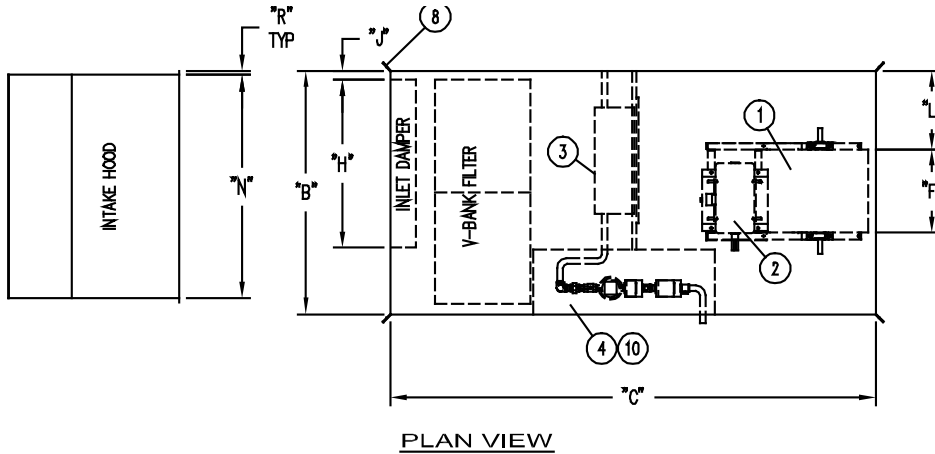 "R"
TYP
"J"
8
"L
1
INTAKE HOOD
"N"
"B"
"H"
INLET DAMPER
V-BANK FILTER
3
"F
2
4
10
"C"
PLAN VIEW